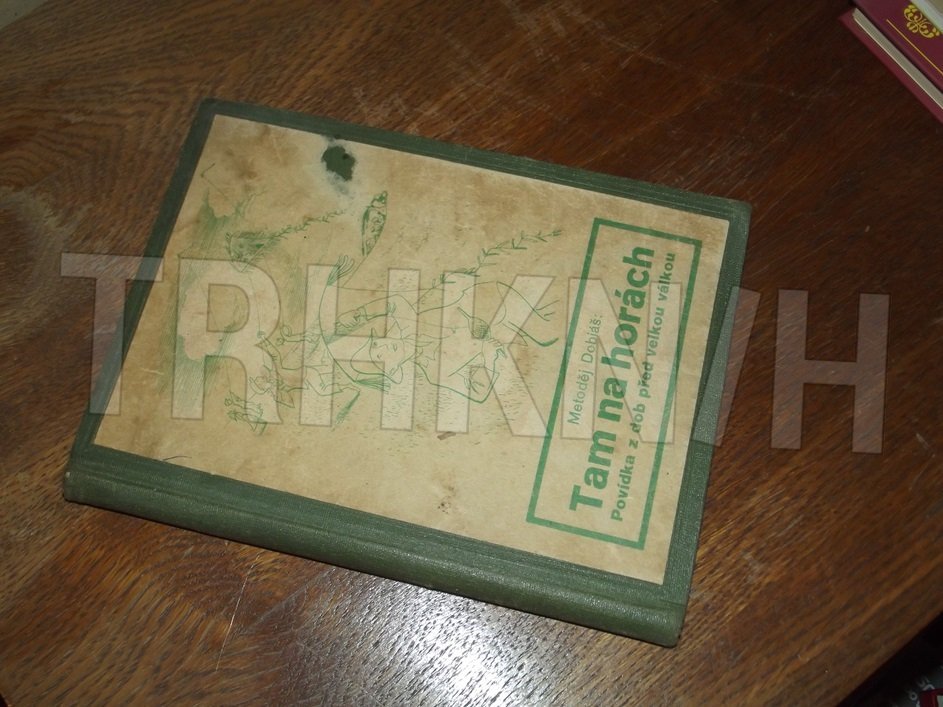 Metoděj Dobiáš:
Tam na horách
Povídka z dob před velkou válkou
TRHKNIH